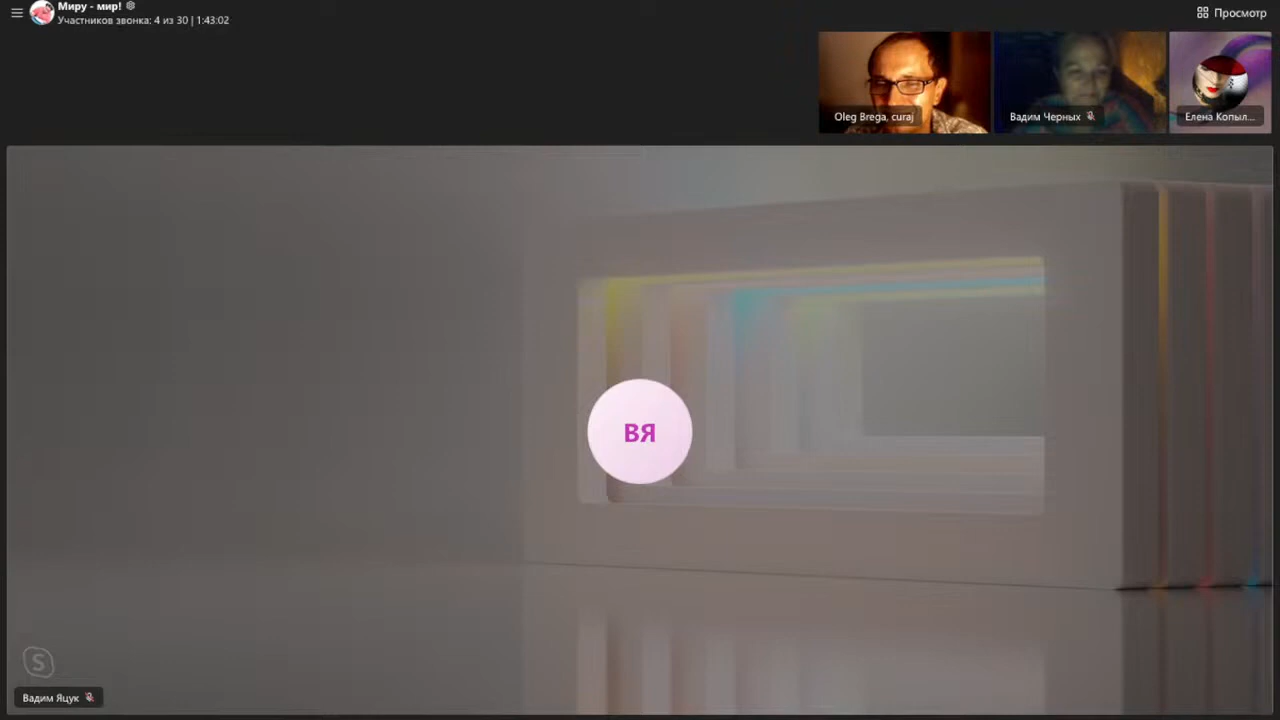 Миру - мир!
Участников звонка: 4 из 30 | 1:43:02
Просмотр
Oleg Brega, curaj
Вадим Черных
Елена Копыл...
ВЯ
S
Вадим Яцук